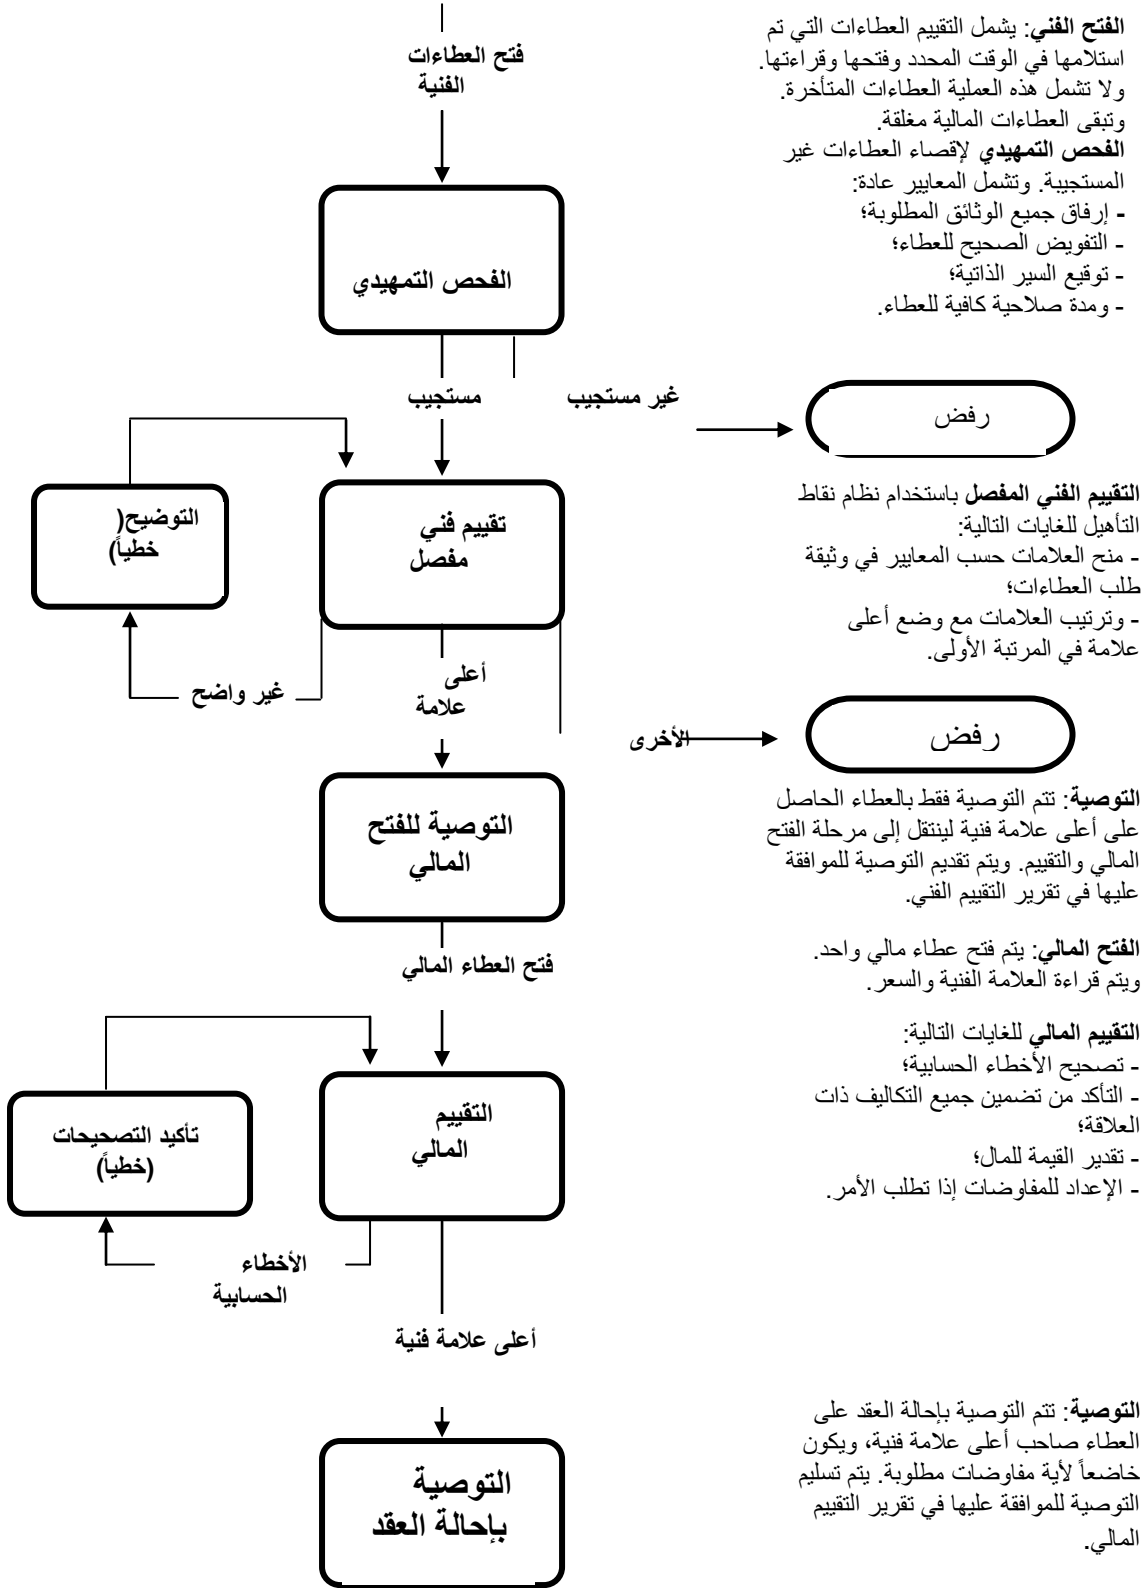 فتح العطاءات
الفنية
الفتح الفني: يشمل التقييم العطاءات التي تم
استلامها في الوقت المحدد وفتحها وقراءتها.
ولا تشمل هذه العملية العطاءات المتأخرة.
وتبقى العطاءات المالية مغلقة.
الفحص التمهيدي لإقصاء العطاءات غير
المستجيبة. وتشمل المعايير عادة:
- إرفاق جميع الوثائق المطلوبة؛
- التفويض الصحيح للعطاء؛
- توقيع السير الذاتية؛
- ومدة صلاحية كافية للعطاء.
الفحص التمهيدي
مستجيب
غير مستجيب
رفض
التوضيح(
خطياً)
تقييم فني
مفصل
التقييم الفني المفصل باستخدام نظام نقاط
التأهيل للغايات التالية:
- منح العلامات حسب المعايير في وثيقة
طلب العطاءات؛
- وترتيب العلامات مع وضع أعلى
علامة في المرتبة الأولى.
غير واضح
أعلى
علامة
الأخرى
رفض
التوصية للفتح
المالي
التوصية: تتم التوصية فقط بالعطاء الحاصل
على أعلى علامة فنية لينتقل إلى مرحلة الفتح
المالي والتقييم. ويتم تقديم التوصية للموافقة
عليها في تقرير التقييم الفني.
فتح العطاء المالي
الفتح المالي: يتم فتح عطاء مالي واحد.
ويتم قراءة العلامة الفنية والسعر.
تأكيد التصحيحات
(خطياً)
التقييم
المالي
التقييم المالي للغايات التالية:
- تصحيح الأخطاء الحسابية؛
- التأكد من تضمين جميع التكاليف ذات
العلاقة؛
- تقدير القيمة للمال؛
- الإعداد للمفاوضات إذا تطلب الأمر.
الأخطاء
الحسابية
أعلى علامة فنية
التوصية
بإحالة العقد
التوصية: تتم التوصية بإحالة العقد على
العطاء صاحب أعلى علامة فنية، ويكون
خاضعاً لأية مفاوضات مطلوبة. يتم تسليم
التوصية للموافقة عليها في تقرير التقييم
المالي.